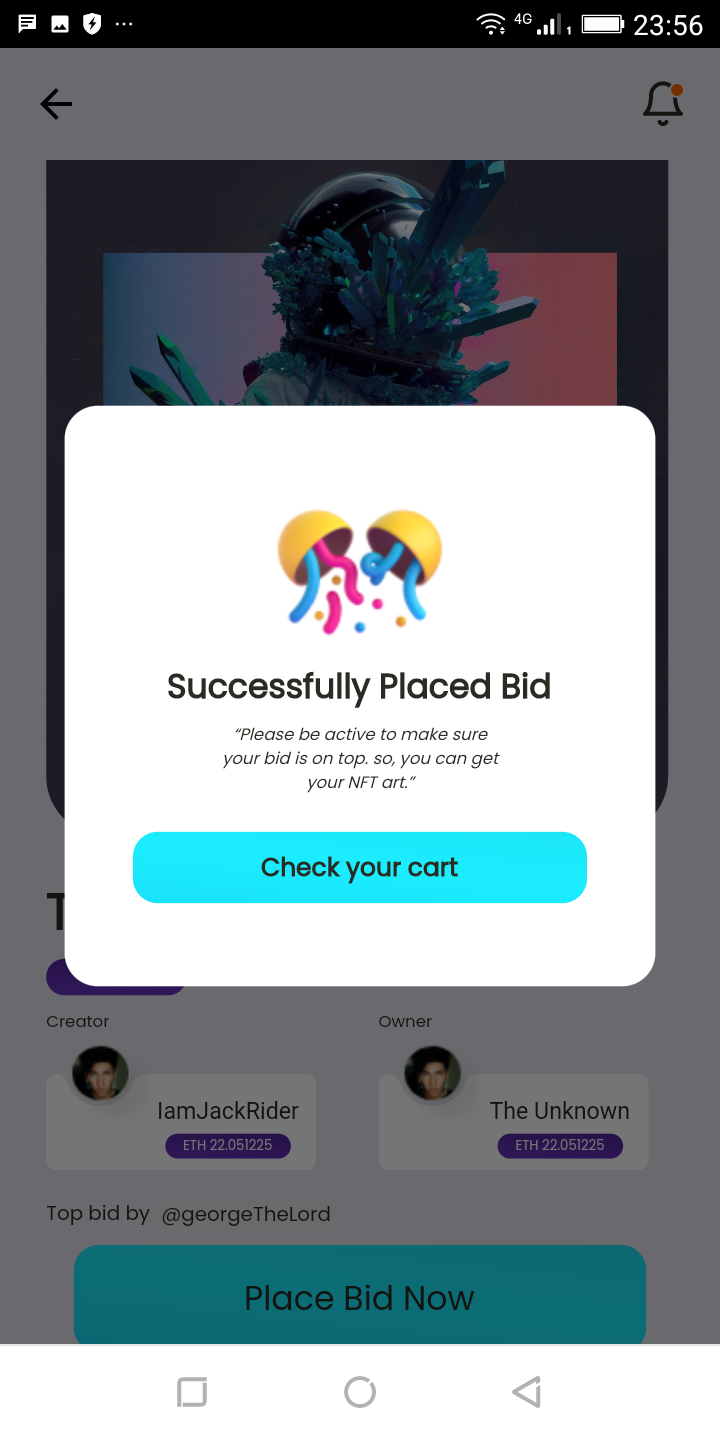 4G 1 23:56
Successfully Placed Bid
“Please be active to make sure
your bid is on top. so, you can get
your NFT art.”
Check your cart
T
Creator Owner
IamJackRider The Unknown
ETH 22.051225 ETH 22.051225
Top bid by @georgeTheLord
Place Bid Now